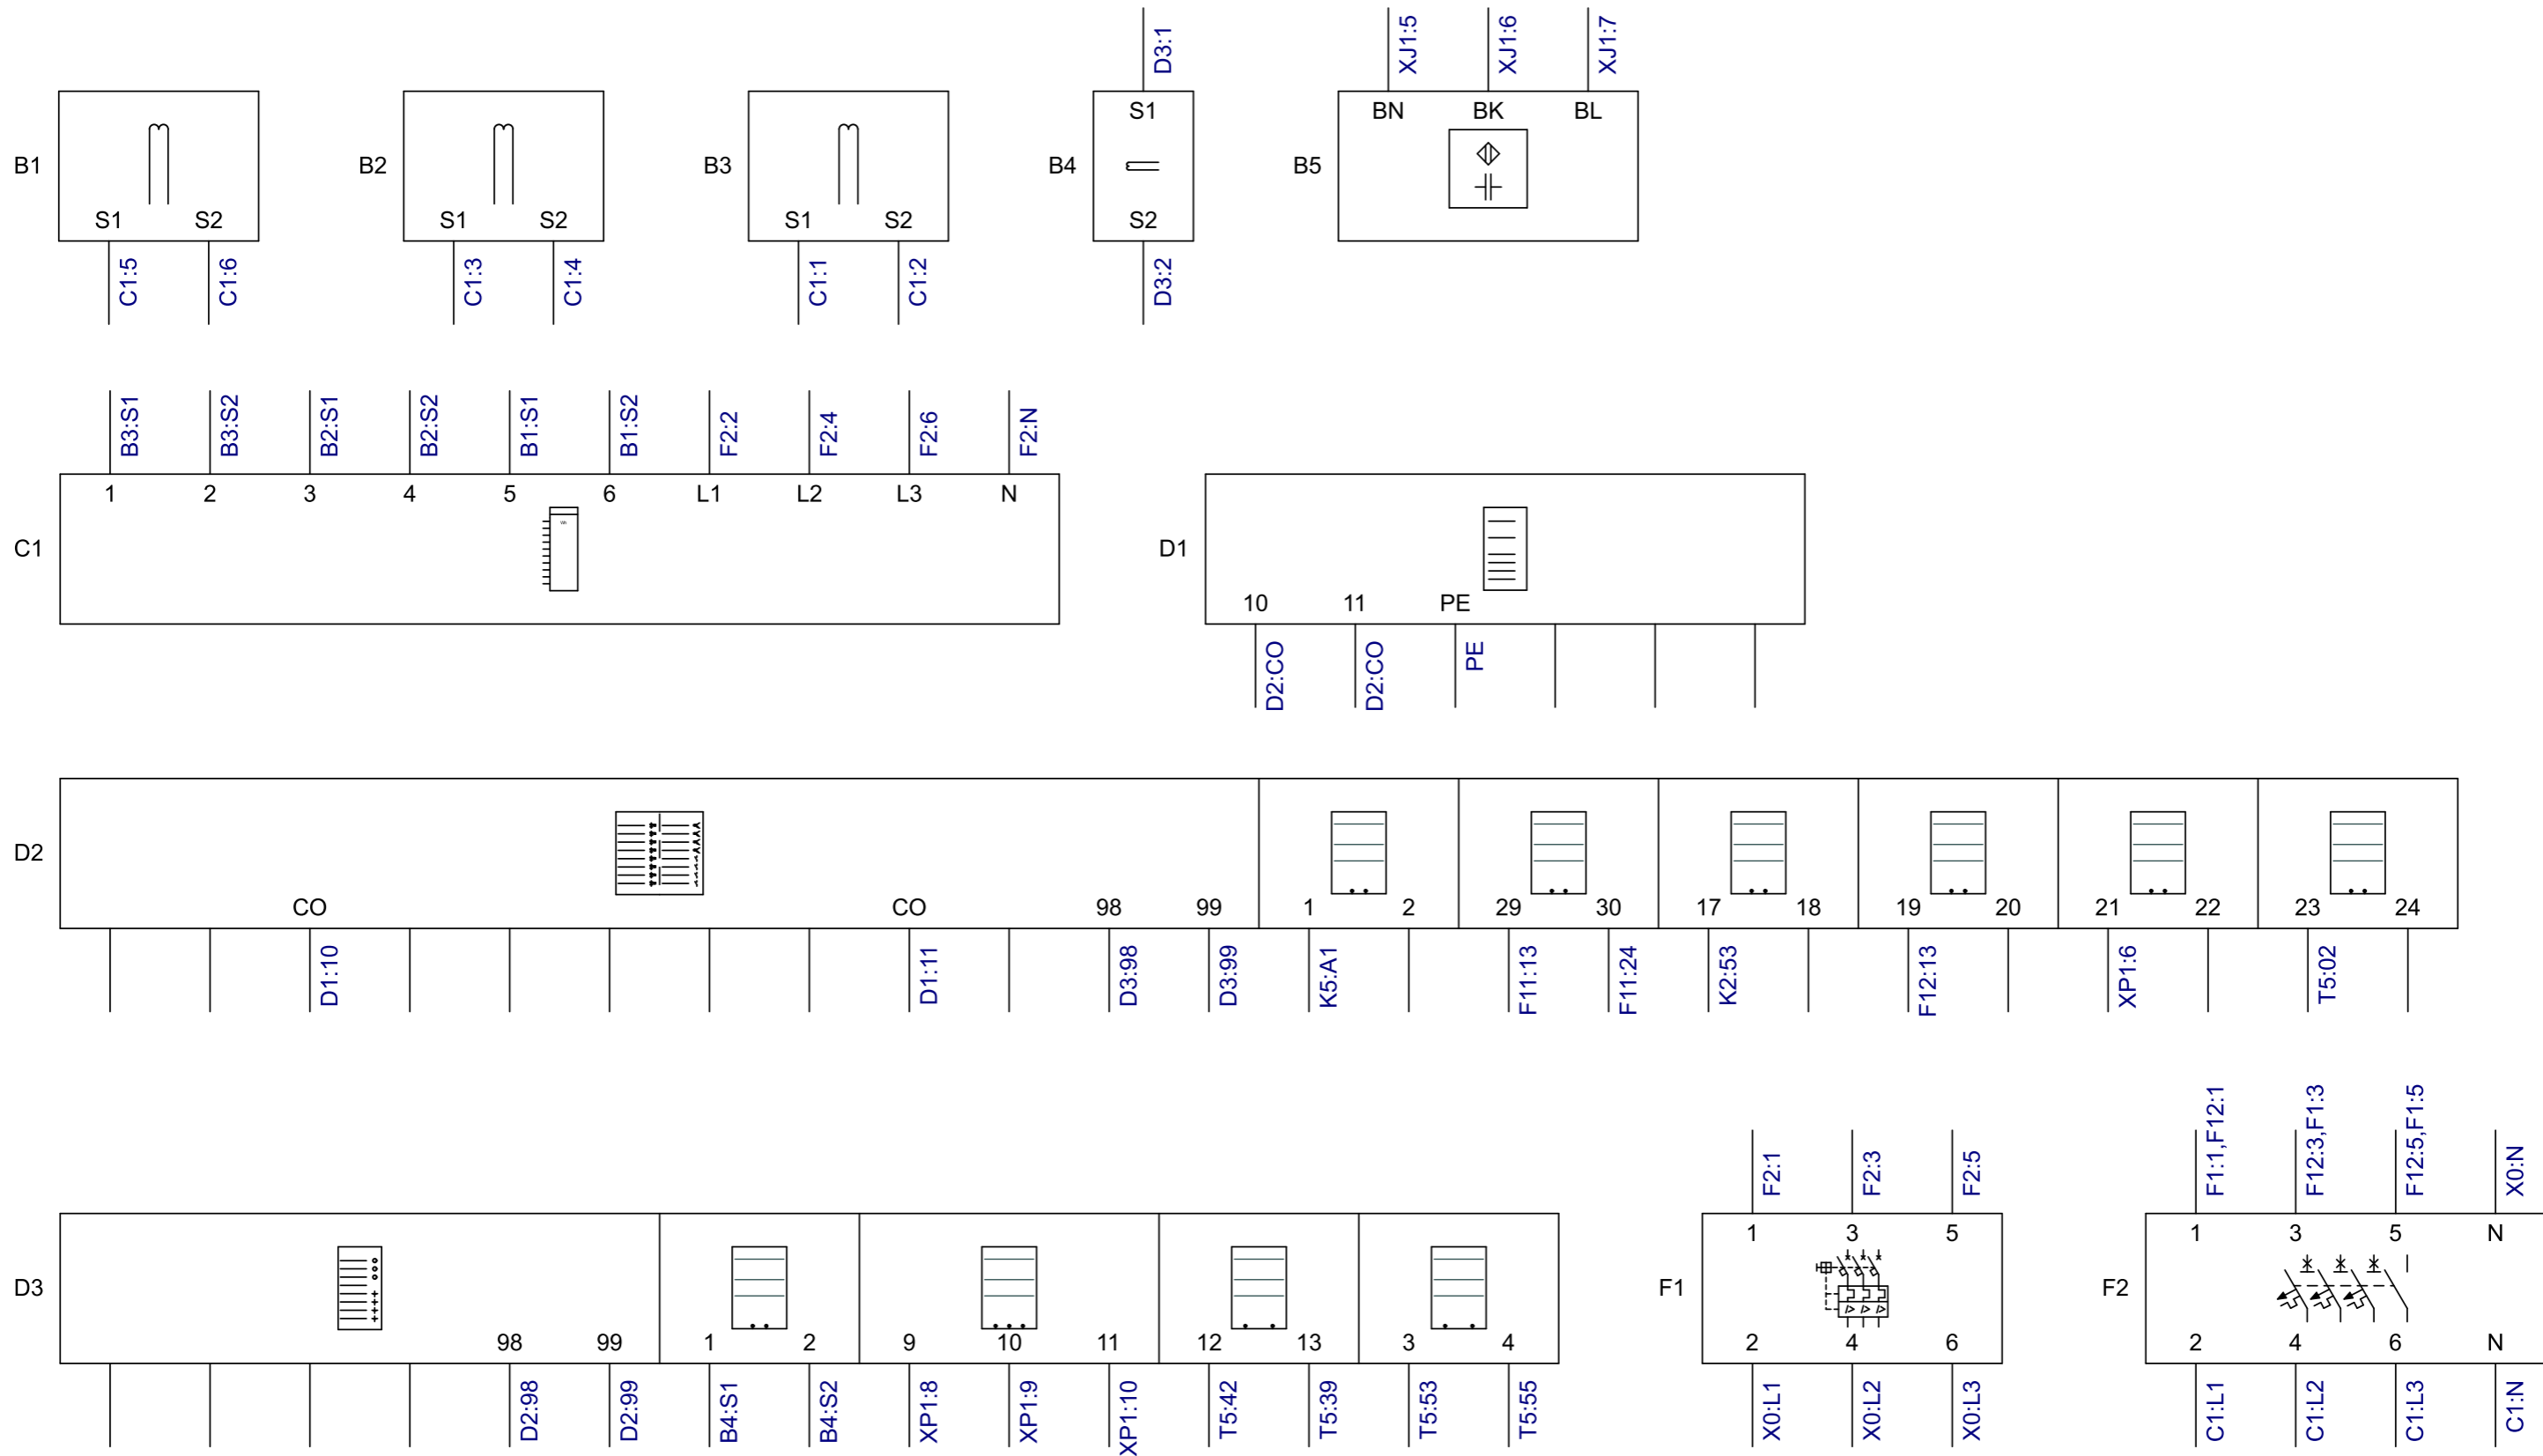 D3:1 XJ1:5 XJ1:6 XJ1:7
B1 S1 S2
C1:5 C1:6
B2 S1 S2
C1:3 C1:4
B3 S1 S2
C1:1 C1:2
B4 S1 S2
D3:2
B5 BN BK BL
B3:S1 B3:S2 B2:S1 B2:S2 B1:S1 B1:S2 F2:2 F2:4 F2:6 F2:N
1 2 3 4 5 6 L1 L2 L3 N
C1
D1
10 11 PE
D2:CO D2:CO PE
D2
CO CO 98 99 1 2 29 30 17 18 19 20 21 22 23 24
D1:10 D1:11 D3:98 D3:99 K5:A1 F11:13 F11:24 K2:53 F12:13 XP1:6 T5:02
D3
98 99 1 2 9 10 11 12 13 3 4
D2:98 D2:99 B4:S1 B4:S2 XP1:8 XP1:9 XP1:10 T5:42 T5:39 T5:53 T5:55
F2:1 F2:3 F2:5
1 3 5
F1
2 4 6
X0:L1 X0:L2 X0:L3
F1:1,F12:1 F12:3,F1:3 F12:5,F1:5 X0:N
1 3 5 N
F2
2 4 6 N
C1:L1 C1:L2 C1:L3 C1:N